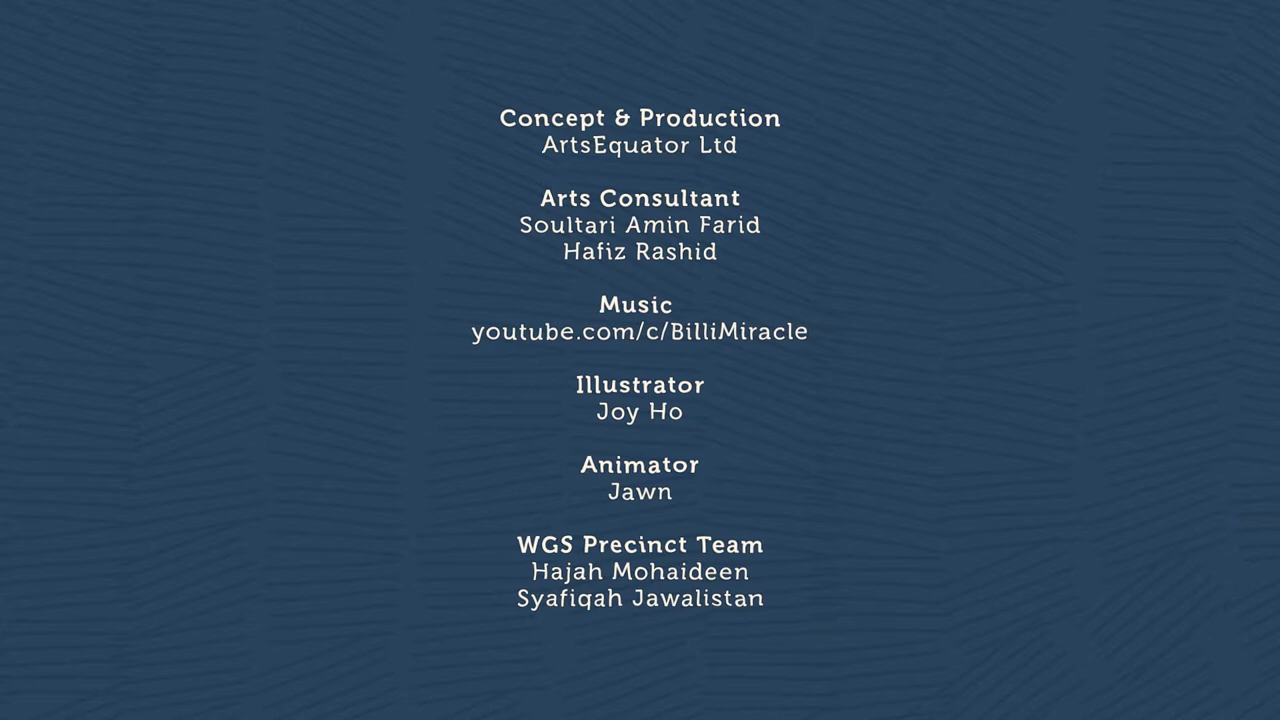 Concept & Production
ArtsEquator Ltd
Arts Consultant
Soultari Amin Farid
Hafiz Rashid
Music
youtube.com/c/BilliMiracle
Illustrator
Joy Ho
Animator
Jawn
WGS Precinct Team
Hajah Mohaideen
Syafiqah Jawalistan